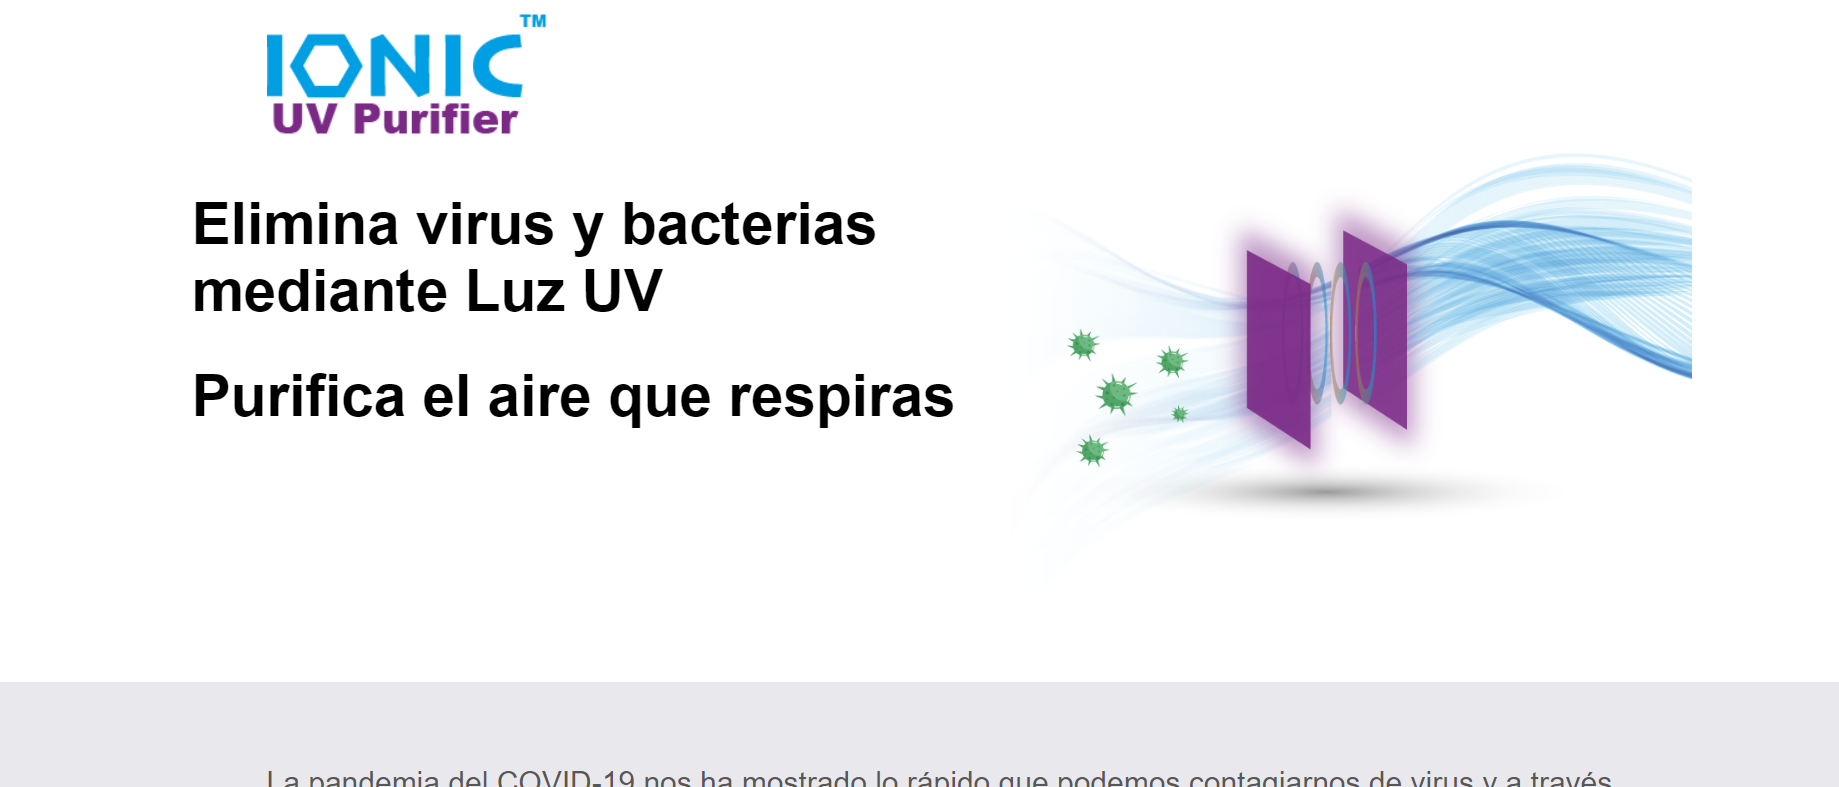 IONIC™
UV Purifier
Elimina virus y bacterias
mediante Luz UV
Purifica el aire que respiras
La pandemia del COVID-19 nos ha mostrado lo rápido que podemos contagiarnos de virus y a través